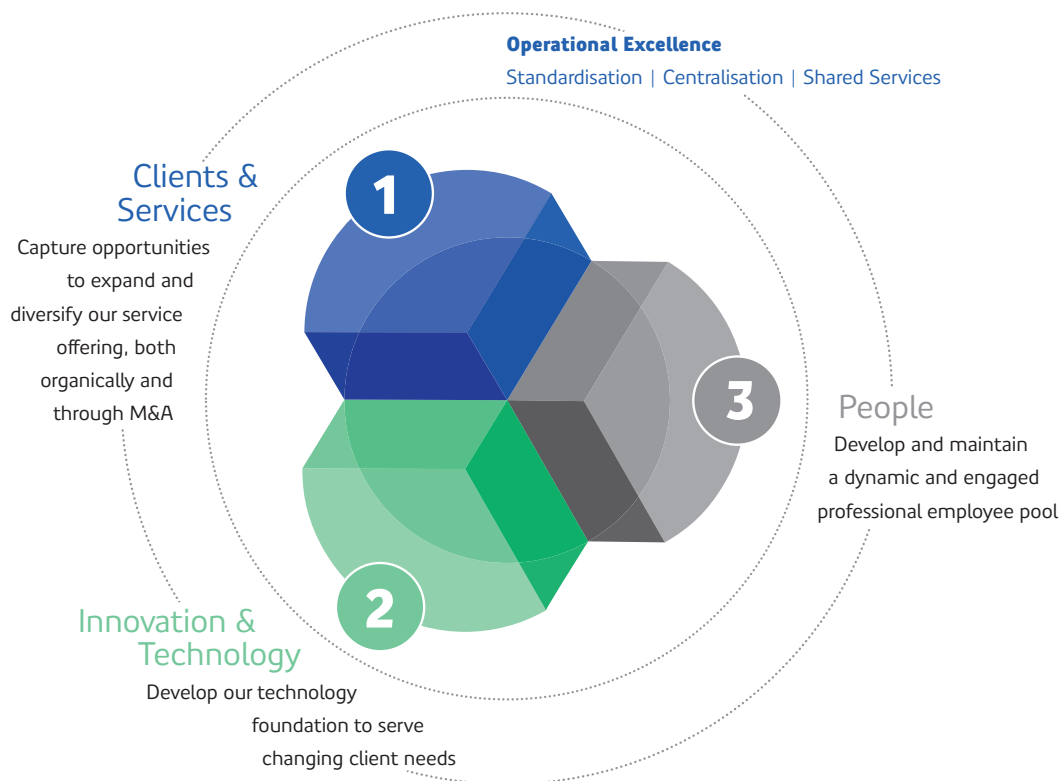 Operational Excellence
Standardisation | Centralisation | Shared Services
1
Clients &
Services
Capture opportunities
to expand and
diversify our service
offering, both
organically and
through M&A
2
Innovation &
Technology
Develop our technology
foundation to serve
changing client needs
3
People
Develop and maintain
a dynamic and engaged
professional employee pool